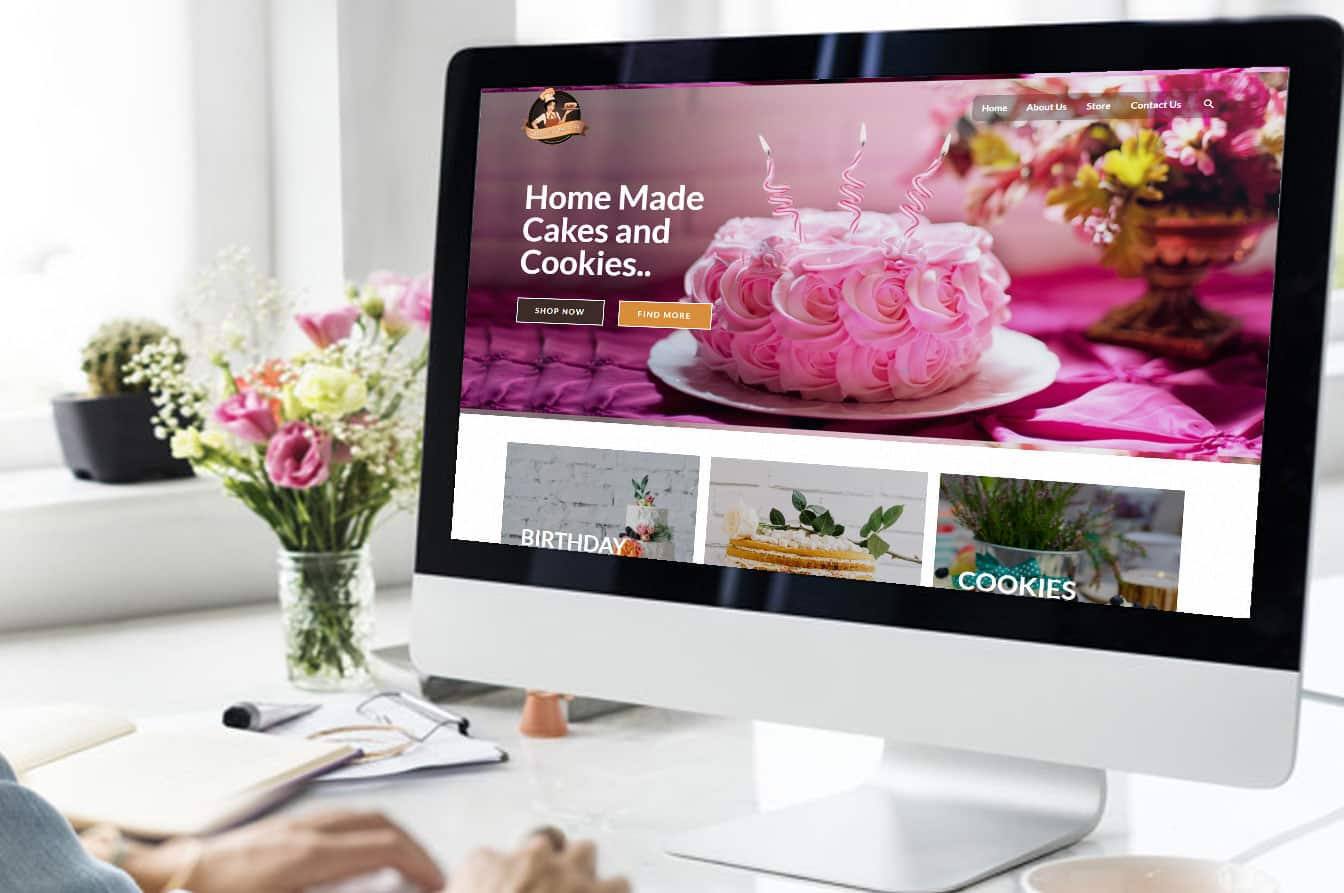 Home About Us Store Contact Us
Home Made
Cakes and
Cookies..
SHOP NOW FIND MORE
BIRTHDAY
COOKIES